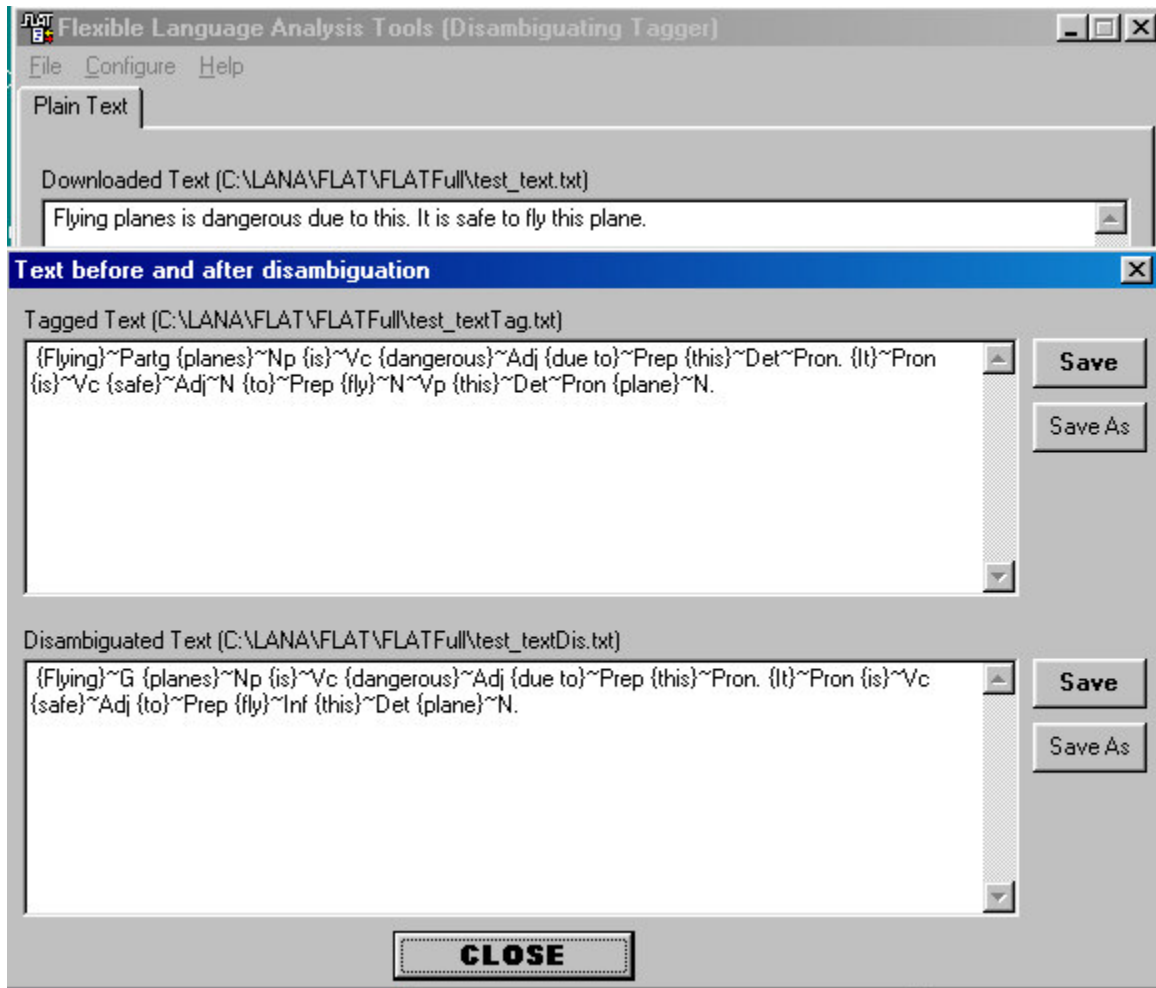 FLAT
Flexible Language Analysis Tools (Disambiguating Tagger)
File Configure Help
Plain Text
Downloaded Text (C:\LANA\FLAT\FLATFull\test_text.txt)
Flying planes is dangerous due to this. It is safe to fly this plane.
Text before and after disambiguation
Tagged Text (C:\LANA\FLAT\FLATFull\test_textTag.txt)
{Flying}~Partg {planes}~Np {is}~Vc {dangerous}~Adj {due to}~Prep {this}~Det~Pron. {It}~Pron
{is}~Vc {safe}~Adj~N {to}~Prep {fly}~N~Vp {this}~Det~Pron {plane}~N.
Save
Save As
Disambiguated Text (C:\LANA\FLAT\FLATFull\test_textDis.txt)
{Flying}~G {planes}~Np {is}~Vc {dangerous}~Adj {due to}~Prep {this}~Pron. {It}~Pron {is}~Vc
{safe}~Adj {to}~Prep {fly}~Inf {this}~Det {plane}~N.
Save
Save As
CLOSE